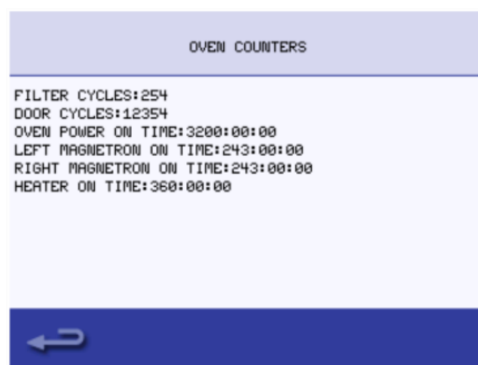 OVEN COUNTERS
FILTER CYCLES:254
DOOR CYCLES:12354
OVEN POWER ON TIME:3200:00:00
LEFT MAGNETRON ON TIME:243:00:00
RIGHT MAGNETRON ON TIME:243:00:00
HEATER ON TIME:360:00:00